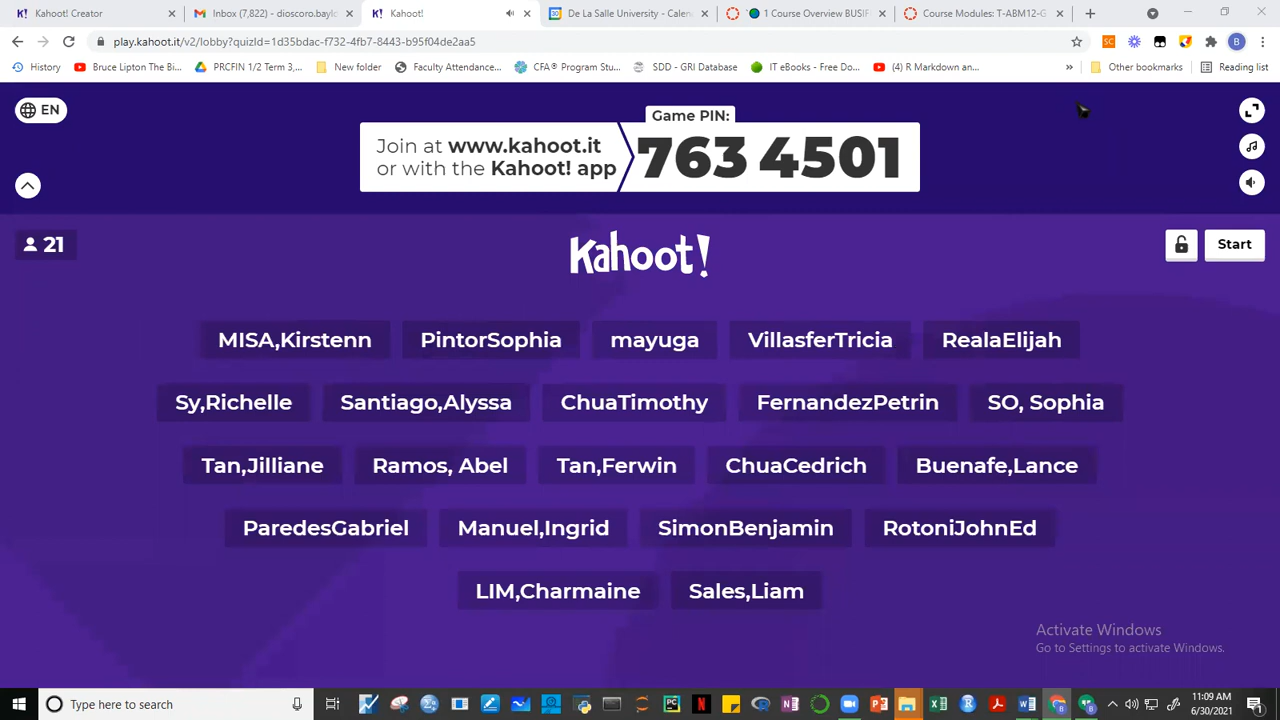 Kahoot! Creator
Inbox (7,822) - dioscoro.baylo
Kahoot!
De La Salle University - Calen
1 Course Overview BUSIF
Course Modules: T-ABM12-G
play.kahoot.it/v2/lobby?quizId=1d35bdac-f732-4fb7-8443-b95f04de2aa5
History
Bruce Lipton The Bi...
PRCFIN 1/2 Term 3,...
New folder
Faculty Attendance...
CFA® Program Stu...
SDD - GRI Database
IT eBooks - Free Do...
(4) R Markdown an...
Other bookmarks
Reading list
EN
Game PIN:
Join at www.kahoot.it
or with the Kahoot! app
763 4501
21
Kahoot!
Start
MISA,Kirstenn
PintorSophia
mayuga
VillasferTricia
RealaElijah
Sy,Richelle
Santiago,Alyssa
ChuaTimothy
FernandezPetrin
SO, Sophia
Tan,Jilliane
Ramos, Abel
Tan,Ferwin
ChuaCedrich
Buenafe,Lance
ParedesGabriel
Manuel,Ingrid
SimonBenjamin
RotoniJohnEd
LIM,Charmaine
Sales,Liam
Activate Windows
Go to Settings to activate Windows.
Type here to search
11:09 AM
6/30/2021